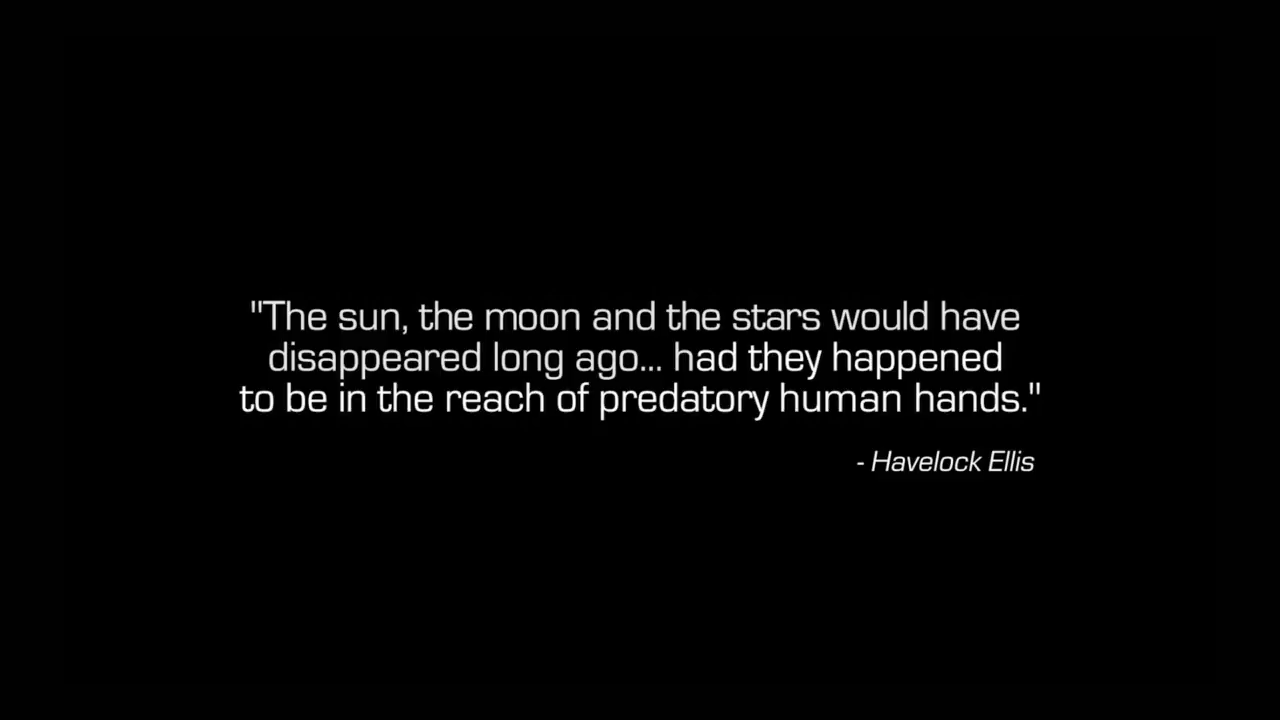 "The sun, the moon and the stars would have
disappeared long ago... had they happened
to be in the reach of predatory human hands."
- Havelock Ellis